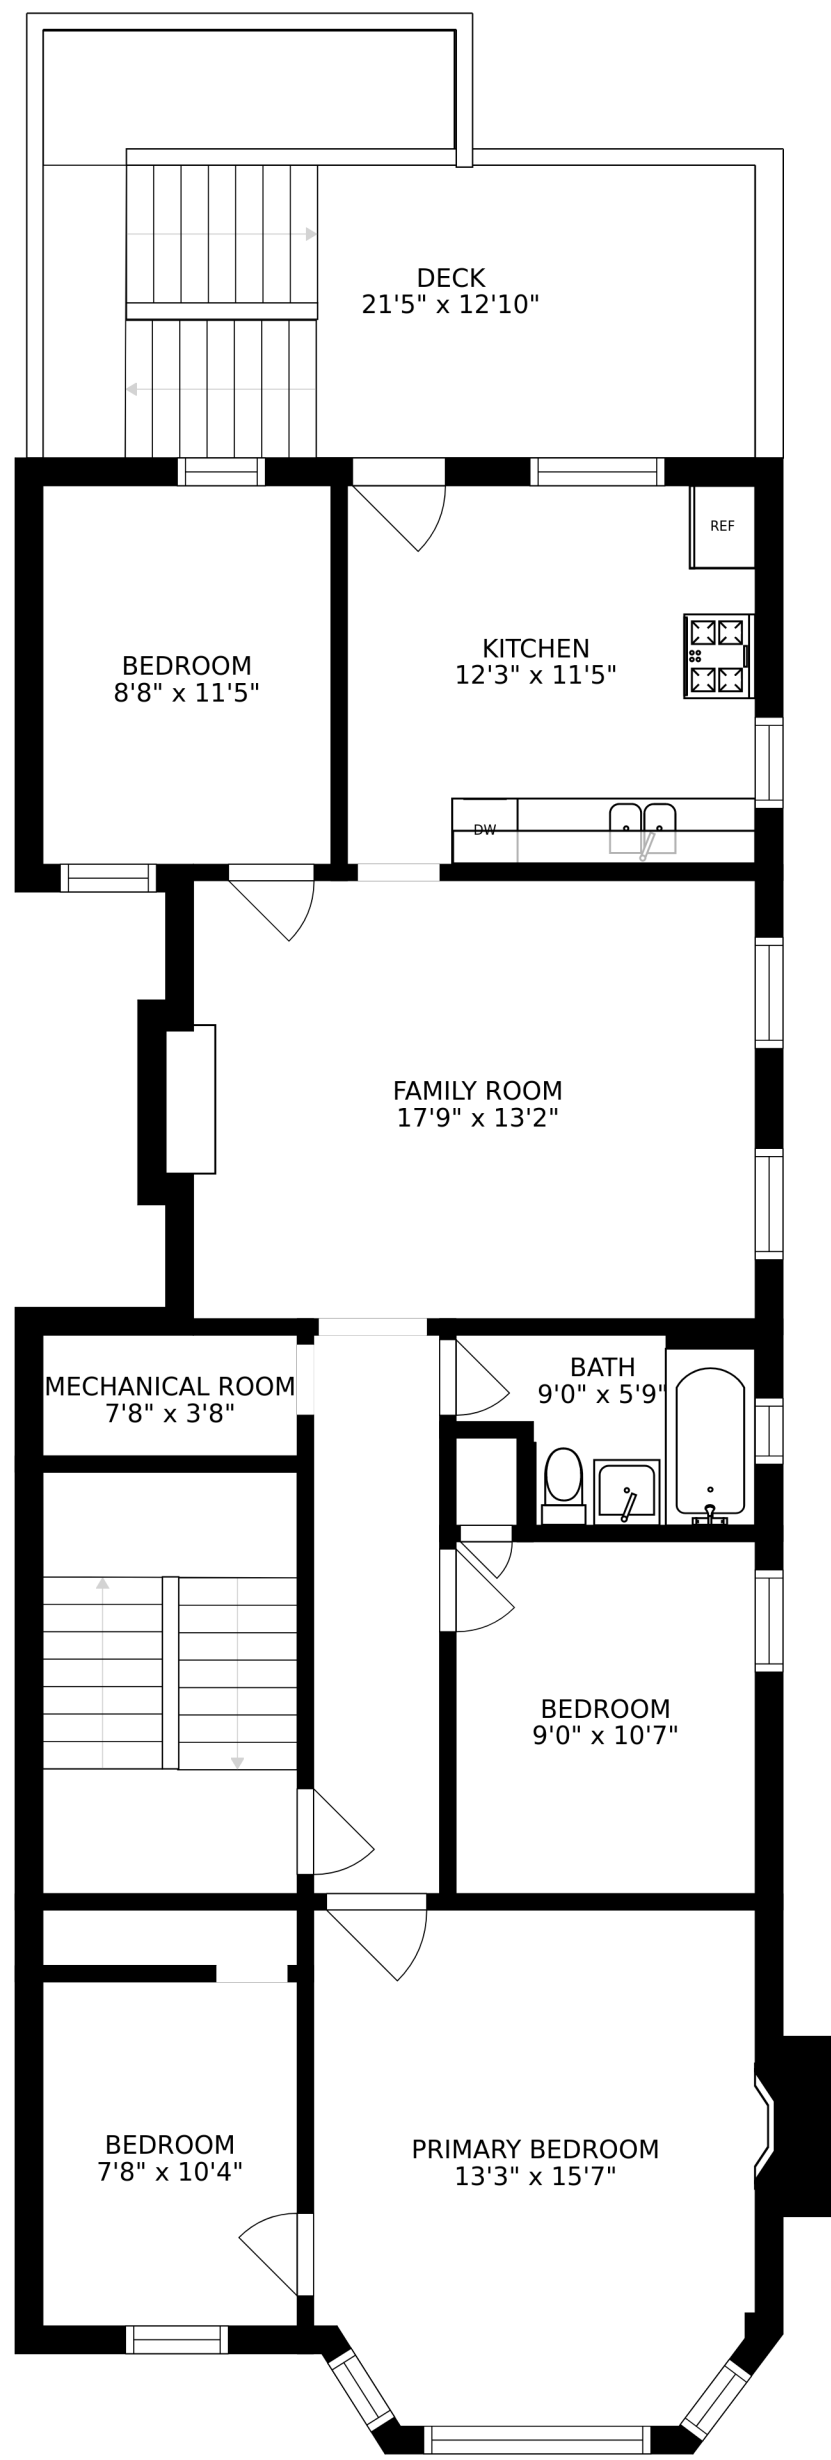 DECK
21'5" x 12'10"
REF
KITCHEN
12'3" x 11'5"
BEDROOM
8'8" x 11'5"
DW
FAMILY ROOM
17'9" x 13'2"
BATH
9'0" x 5'9"
MECHANICAL ROOM
7'8" x 3'8"
BEDROOM
9'0" x 10'7"
BEDROOM
7'8" x 10'4"
PRIMARY BEDROOM
13'3" x 15'7"